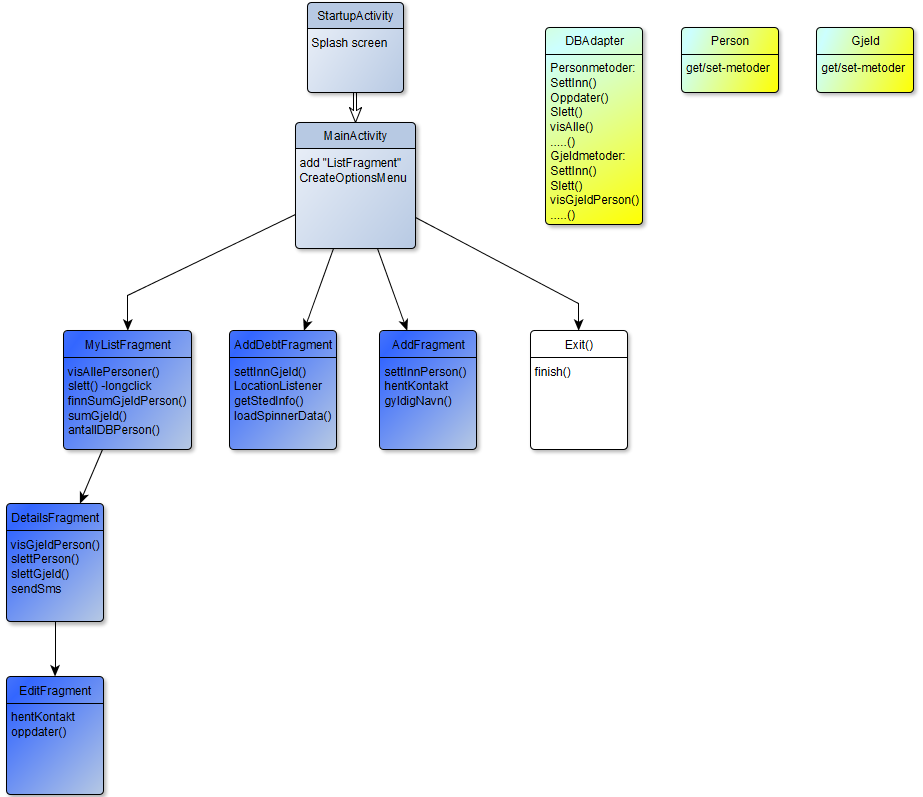 StartupActivity
Splash screen
DBAdapter
Personmetoder:
SettInn()
Oppdater()
Slett()
visAlle()
.....()
Gjeldmetoder:
SettInn()
Slett()
visGjeldPerson()
.....()
Person
get/set-metoder
Gjeld
get/set-metoder
MainActivity
add "ListFragment"
CreateOptionsMenu
MyListFragment
visAllePersoner()
slett() -longclick
finnSumGjeldPerson()
sumGjeld()
antallDBPerson()
AddDebtFragment
settInnGjeld()
LocationListener
getStedInfo()
loadSpinnerData()
AddFragment
settInnPerson()
hentKontakt
gyldigNavn()
Exit()
finish()
DetailsFragment
visGjeldPerson()
slettPerson()
slettGjeld()
sendSms
EditFragment
hentKontakt
oppdater()